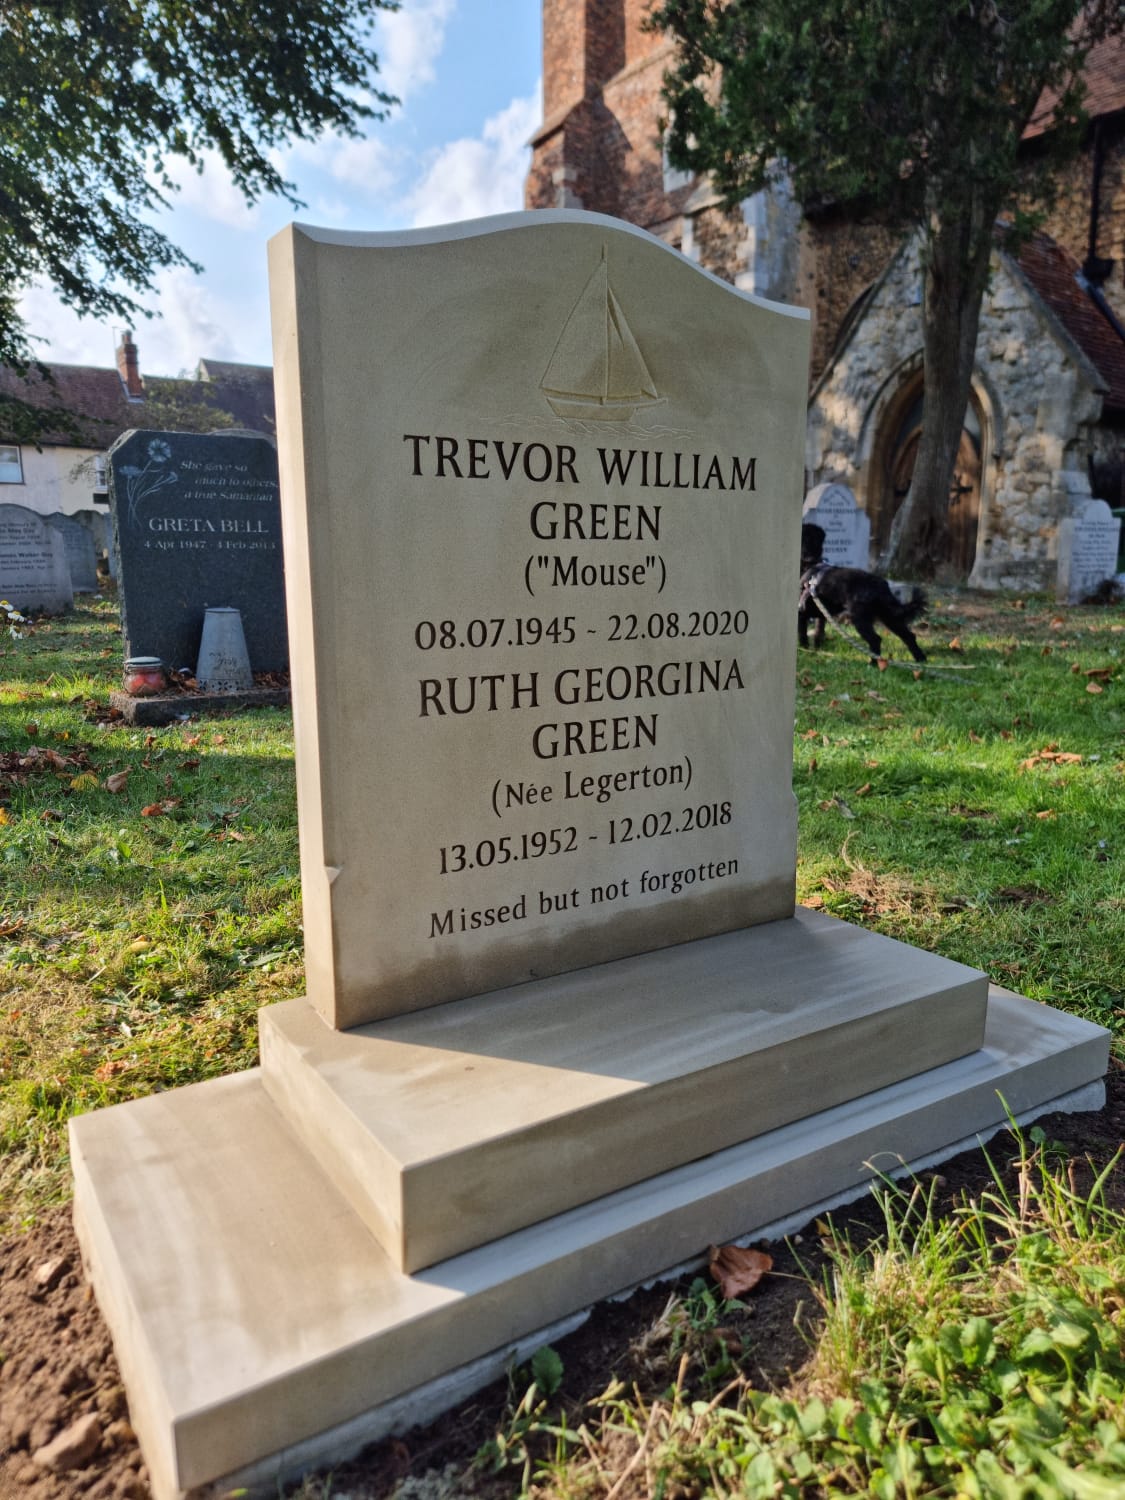 TREVOR WILLIAM
GREEN
("Mouse")
08.07.1945 - 22.08.2020
RUTH GEORGINA
GREEN
(Née Legerton)
13.05.1952 - 12.02.2018
Missed but not forgotten
She gave so
much to others,
a true Samaritan
GRETA BELL
4 Apr 1947 - 4 Feb 2013